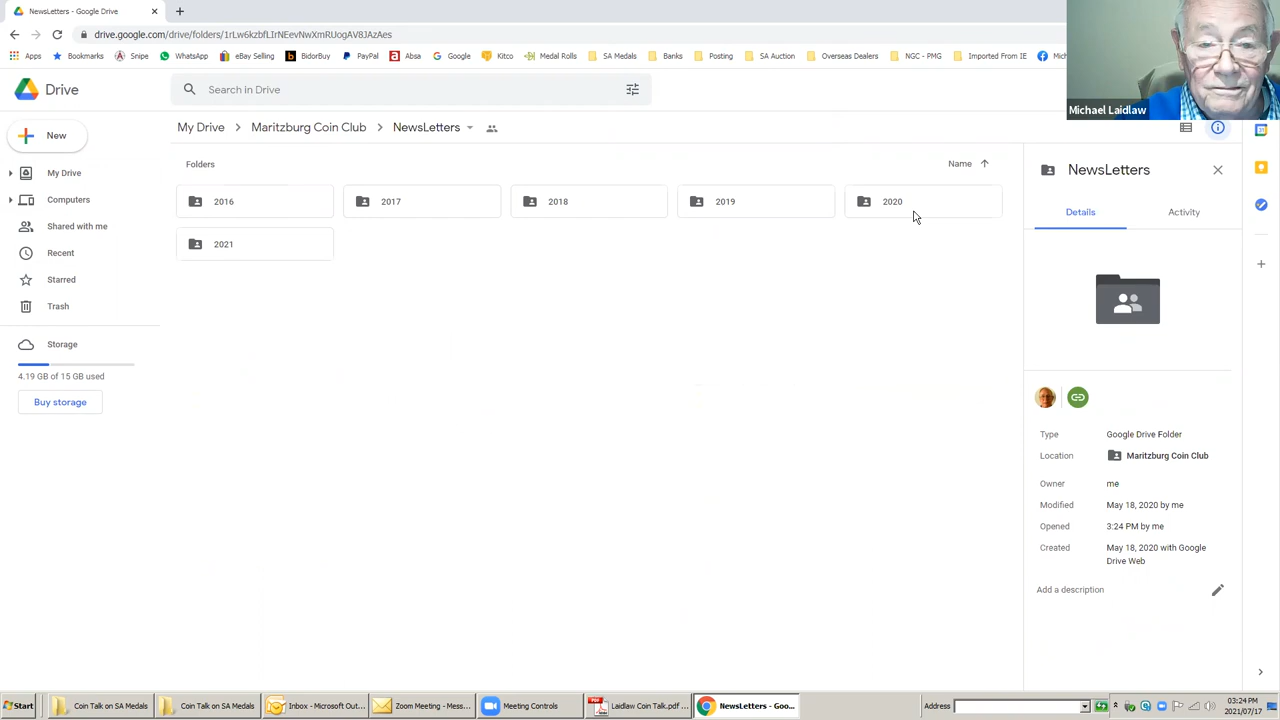 NewsLetters - Google Drive
drive.google.com/drive/folders/1rLw6kzbfLIrNEevNwXmRUogAV8JAzAes
Apps Bookmarks Snipe WhatsApp eBay Selling BidorBuy PayPal Absa Google Kitco Medal Rolls SA Medals Banks Posting SA Auction Overseas Dealers NGC - PMG Imported From IE Mich
Michael Laidlaw
Drive
Search in Drive
New
My Drive Maritzburg Coin Club NewsLetters
Folders
Name
2016
2017
2018
2019
2020
2021
My Drive
Computers
Shared with me
Recent
Starred
Trash
Storage
4.19 GB of 15 GB used
Buy storage
NewsLetters
Details Activity
Type Google Drive Folder
Location Maritzburg Coin Club
Owner me
Modified May 18, 2020 by me
Opened 3:24 PM by me
Created May 18, 2020 with Google
Drive Web
Add a description
Start Coin Talk on SA Medals Coin Talk on SA Medals Inbox - Microsoft Out... Zoom Meeting - Mess... Meeting Controls Laidlaw Coin Talk.pdf ... NewsLetters - Goo... Address
03:24 PM
2021/07/17